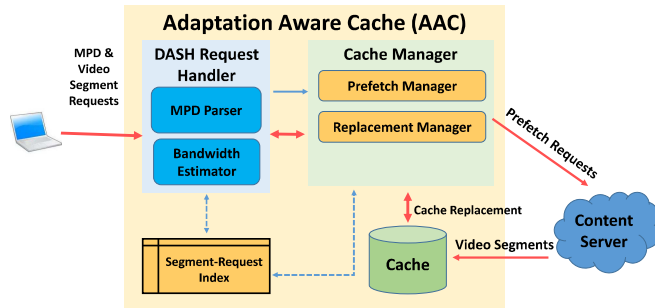 Adaptation Aware Cache (AAC)
MPD &
Video
Segment
Requests
DASH Request
Handler
MPD Parser
Bandwidth
Estimator
Cache Manager
Prefetch Manager
Replacement Manager
Prefetch Requests
Cache Replacement
Segment-Request
Index
Cache
Video Segments
Content
Server